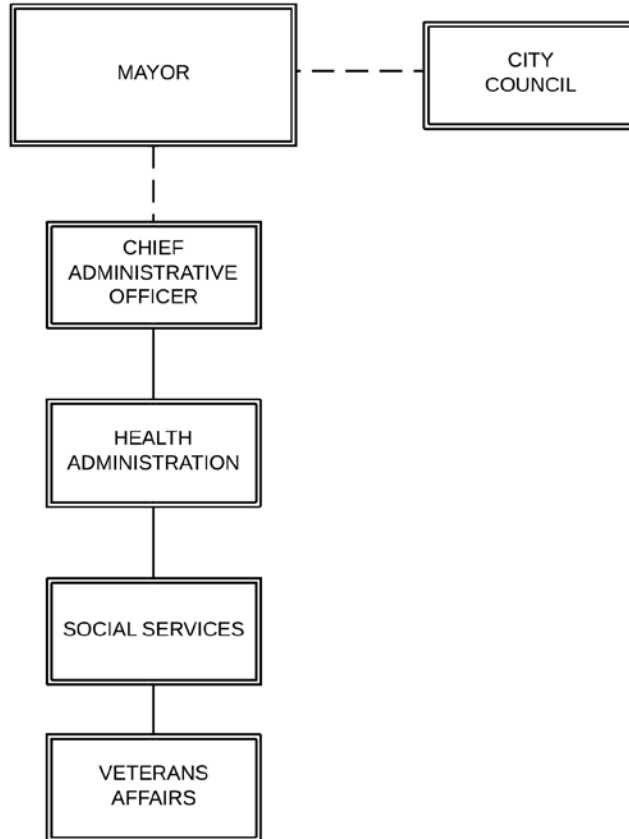 MAYOR
CITY
COUNCIL
CHIEF
ADMINISTRATIVE
OFFICER
HEALTH
ADMINISTRATION
SOCIAL SERVICES
VETERANS
AFFAIRS